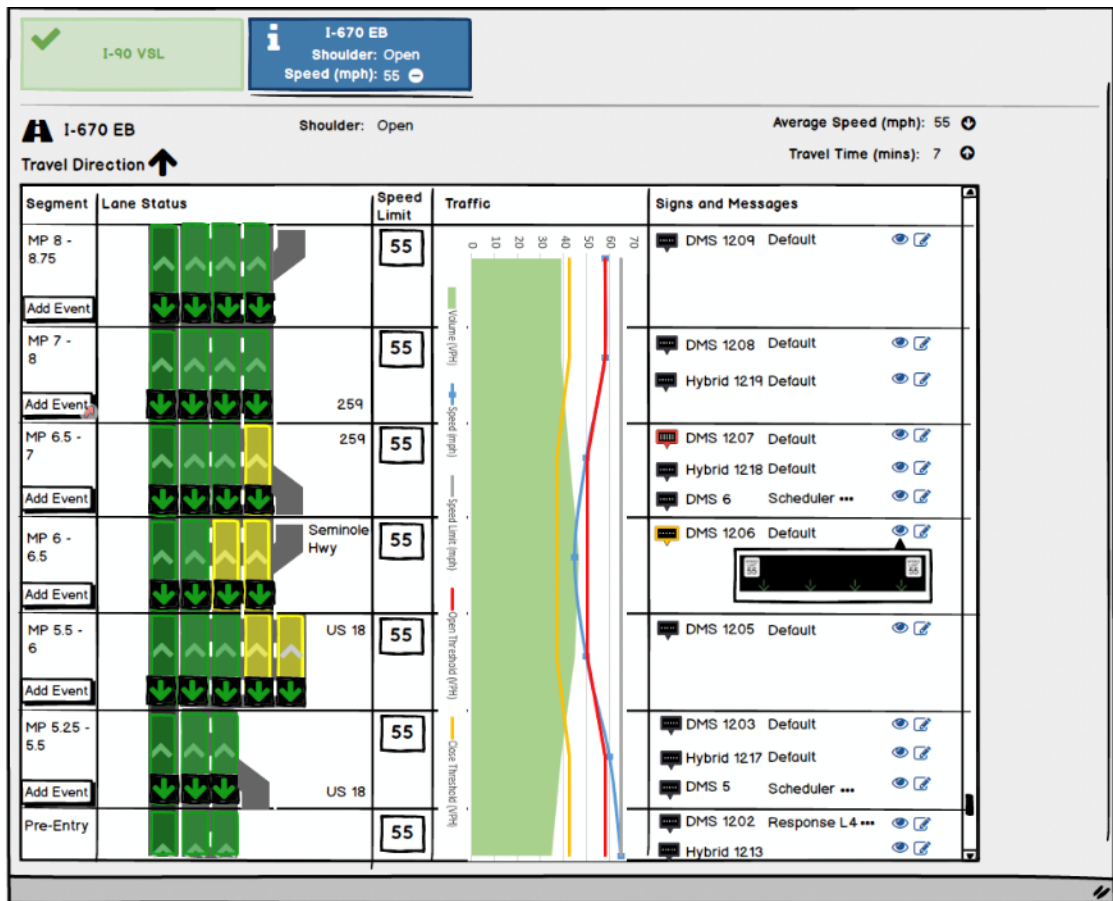 I-90 VSL
I-670 EB
Shoulder: Open
Speed (mph): 55
I-670 EB
Shoulder: Open
Average Speed (mph): 55
Travel Direction
Travel Time (mins): 7
Segment
Lane Status
Speed Limit
Traffic
Signs and Messages
0 10 20 30 40 50 60 70
Volume (VPH)
Speed (mph)
Speed Limit (mph)
Open Threshold (VPH)
Close Threshold (VPH)
MP 8 -
8.75
Add Event
55
DMS 1209 Default
MP 7 -
8
Add Event
259
55
DMS 1208 Default
Hybrid 1219 Default
MP 6.5 -
7
Add Event
259
55
DMS 1207 Default
Hybrid 1218 Default
DMS 6 Scheduler •••
MP 6 -
6.5
Add Event
Seminole
Hwy
55
DMS 1206 Default
55 55
MP 5.5 -
6
Add Event
US 18
55
DMS 1205 Default
MP 5.25 -
5.5
Add Event
US 18
55
DMS 1203 Default
Hybrid 1217 Default
DMS 5 Scheduler •••
Pre-Entry
55
DMS 1202 Response L4 •••
Hybrid 1213